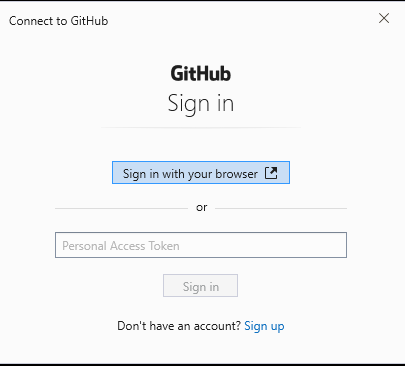 Connect to GitHub
GitHub
Sign in
Sign in with your browser
or
Personal Access Token
Sign in
Don't have an account? Sign up